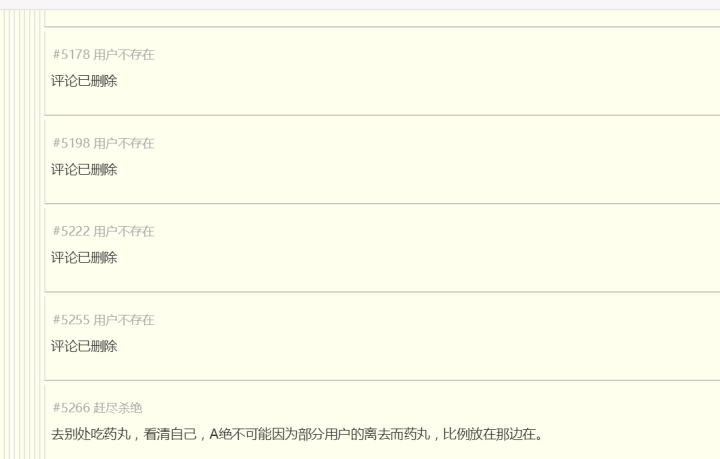 #5178 用户不存在
评论已删除
#5198 用户不存在
评论已删除
#5222 用户不存在
评论已删除
#5255 用户不存在
评论已删除
#5266 赶尽杀绝
去别处吃药丸，看清自己，A绝不可能因为部分用户的离去而药丸，比例放在那边在。